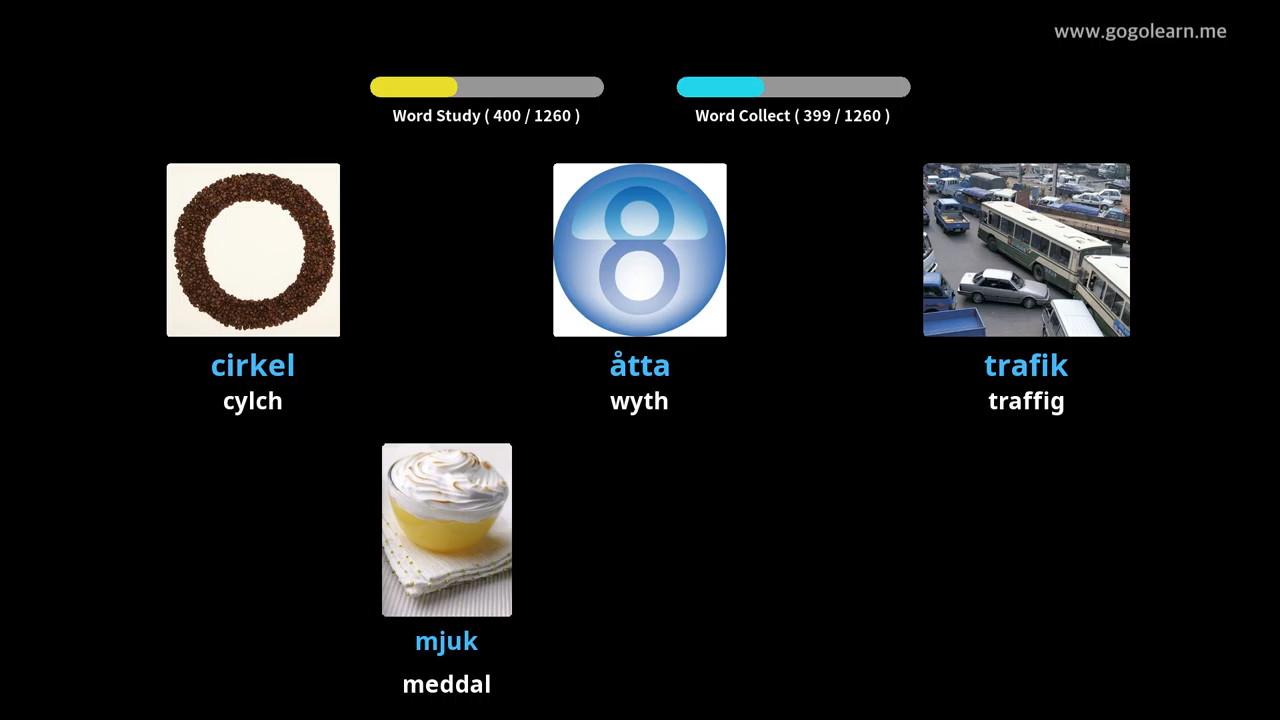 www.gogolearn.me
Word Study ( 400 / 1260 )
Word Collect ( 399 / 1260 )
8
cirkel
cylch
åtta
wyth
trafik
traffig
mjuk
meddal